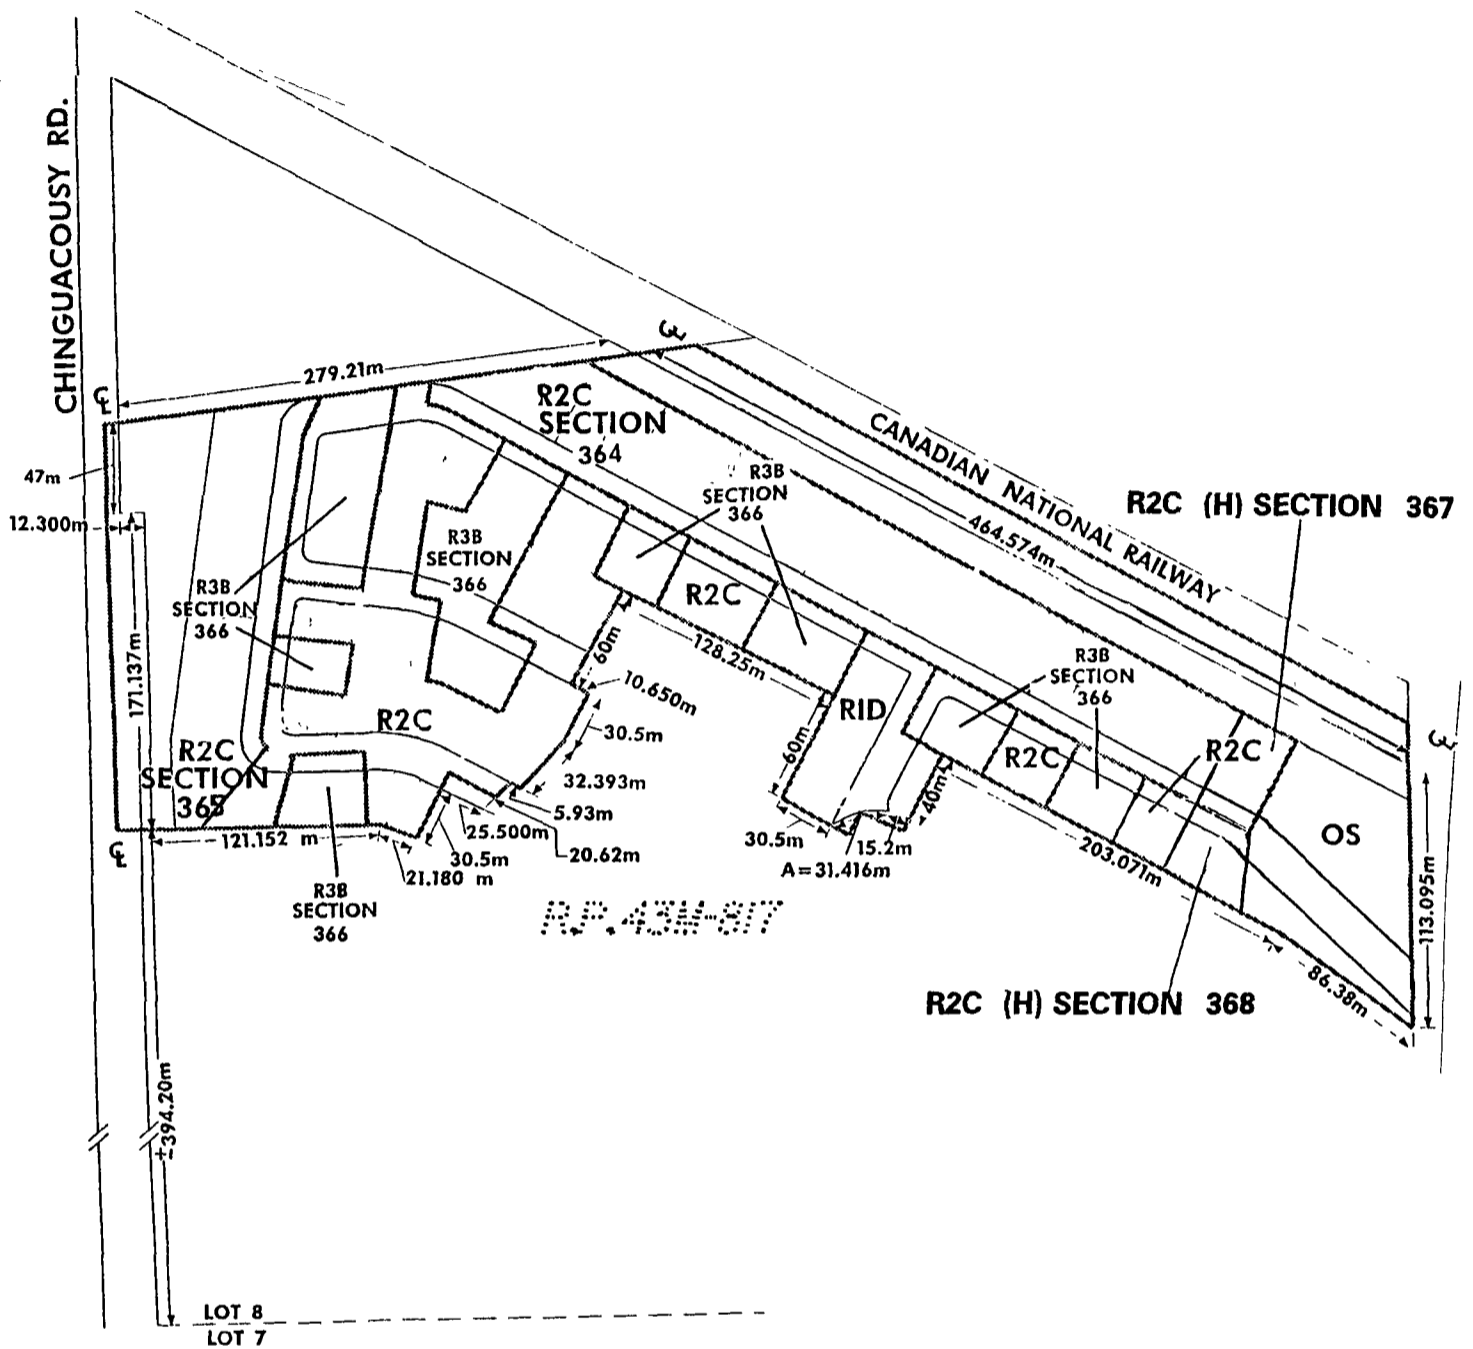 CHINGUACOUSY RD.
279.21m
R2C
SECTION
364
CANADIAN NATIONAL RAILWAY
464.574m
47m
12.300m
R3B
SECTION
366
R2C (H) SECTION 367
R3B
SECTION
366
R3B
SECTION
366
171.137m
R2C
60m
128.25m
10.650m
R3B
SECTION
366
RID
30.5m
R2C
R2C
SECTION
365
60m
R2C
R2C
32.393m
40m
5.93m
25.500m
OS
121.152 m
30.5m
20.62m
30.5m
15.2m
A=31.416m
203.071m
21.180 m
113.095m
R3B
SECTION
366
R.P. 43M-817
86.38m
R2C (H) SECTION 368
±394.20m
LOT 8
LOT 7